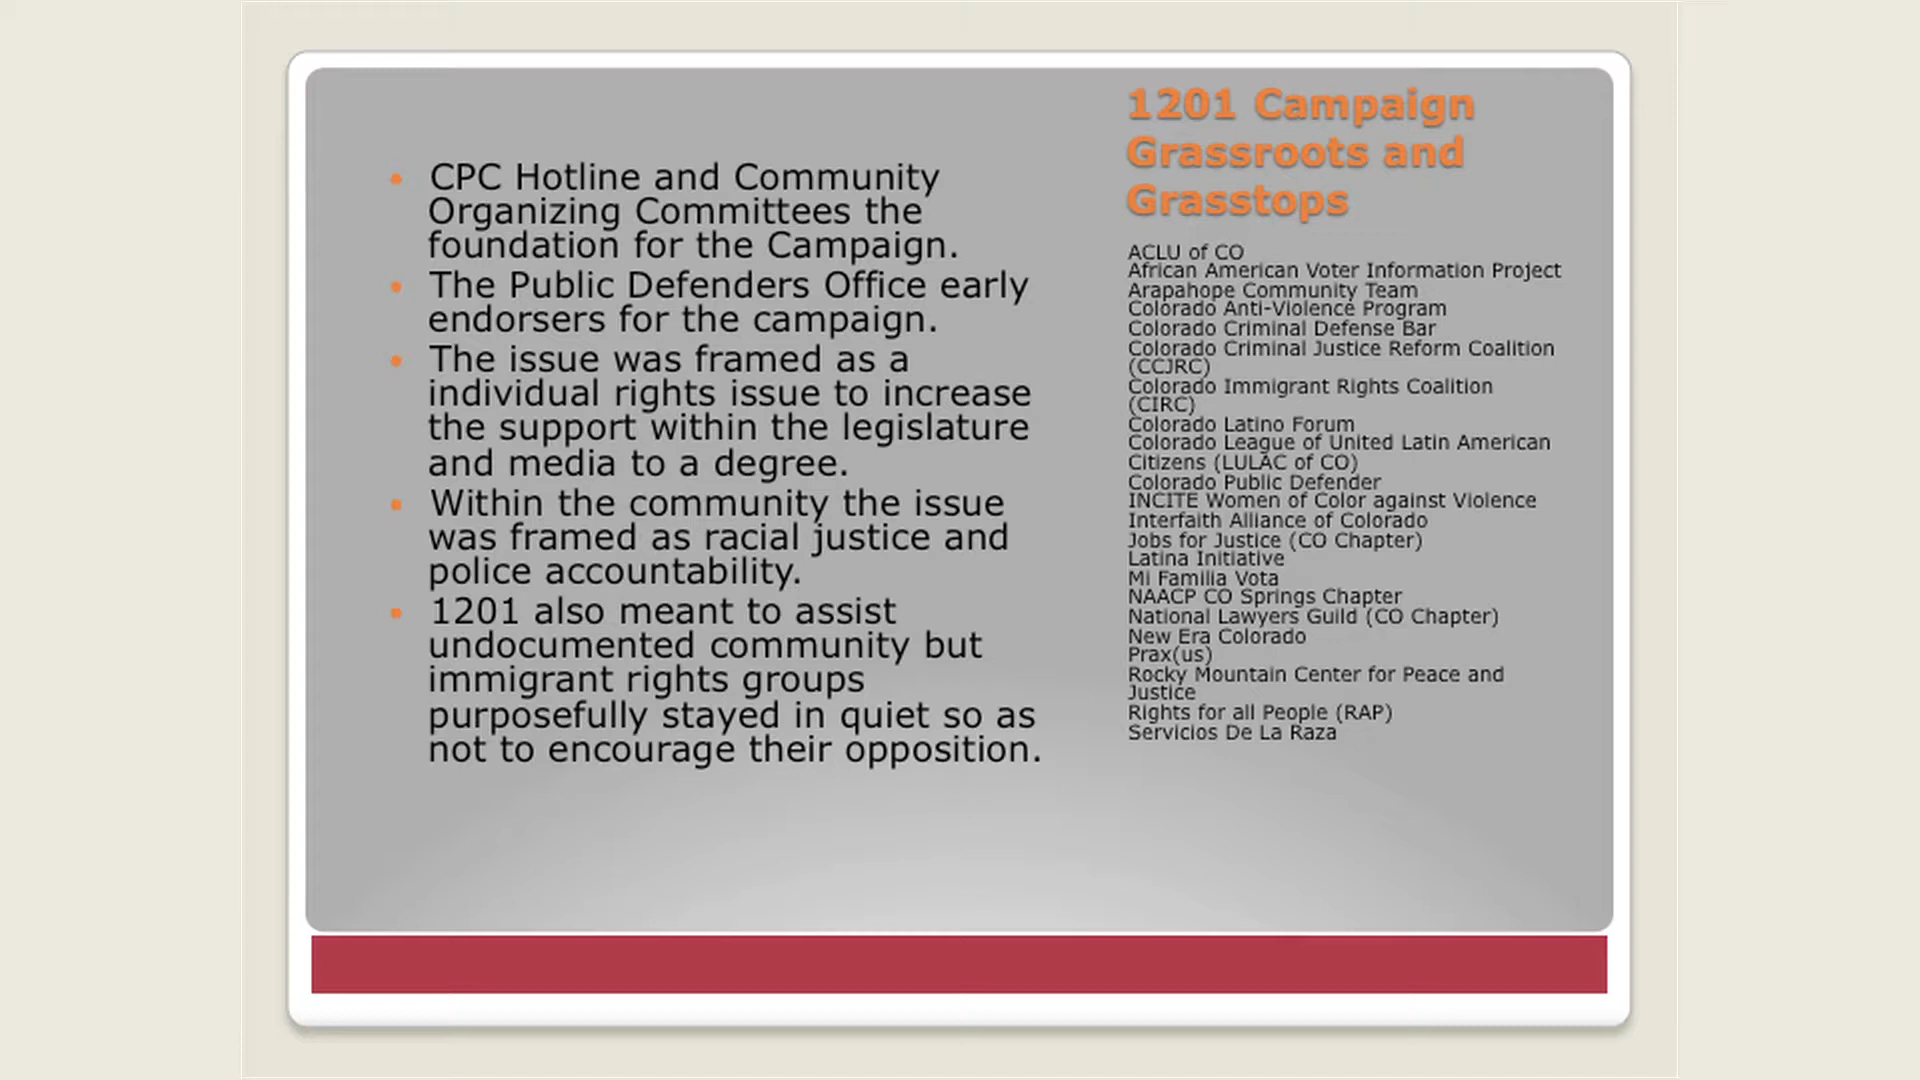 1201 Campaign
Grassroots and
Grasstops
• CPC Hotline and Community
Organizing Committees the
foundation for the Campaign.
• The Public Defenders Office early
endorsers for the campaign.
• The issue was framed as a
individual rights issue to increase
the support within the legislature
and media to a degree.
• Within the community the issue
was framed as racial justice and
police accountability.
• 1201 also meant to assist
undocumented community but
immigrant rights groups
purposefully stayed in quiet so as
not to encourage their opposition.
ACLU of CO
African American Voter Information Project
Arapahope Community Team
Colorado Anti-Violence Program
Colorado Criminal Defense Bar
Colorado Criminal Justice Reform Coalition
(CCJRC)
Colorado Immigrant Rights Coalition
(CIRC)
Colorado Latino Forum
Colorado League of United Latin American
Citizens (LULAC of CO)
Colorado Public Defender
INCITE Women of Color against Violence
Interfaith Alliance of Colorado
Jobs for Justice (CO Chapter)
Latina Initiative
Mi Familia Vota
NAACP CO Springs Chapter
National Lawyers Guild (CO Chapter)
New Era Colorado
Prax(us)
Rocky Mountain Center for Peace and
Justice
Rights for all People (RAP)
Servicios De La Raza